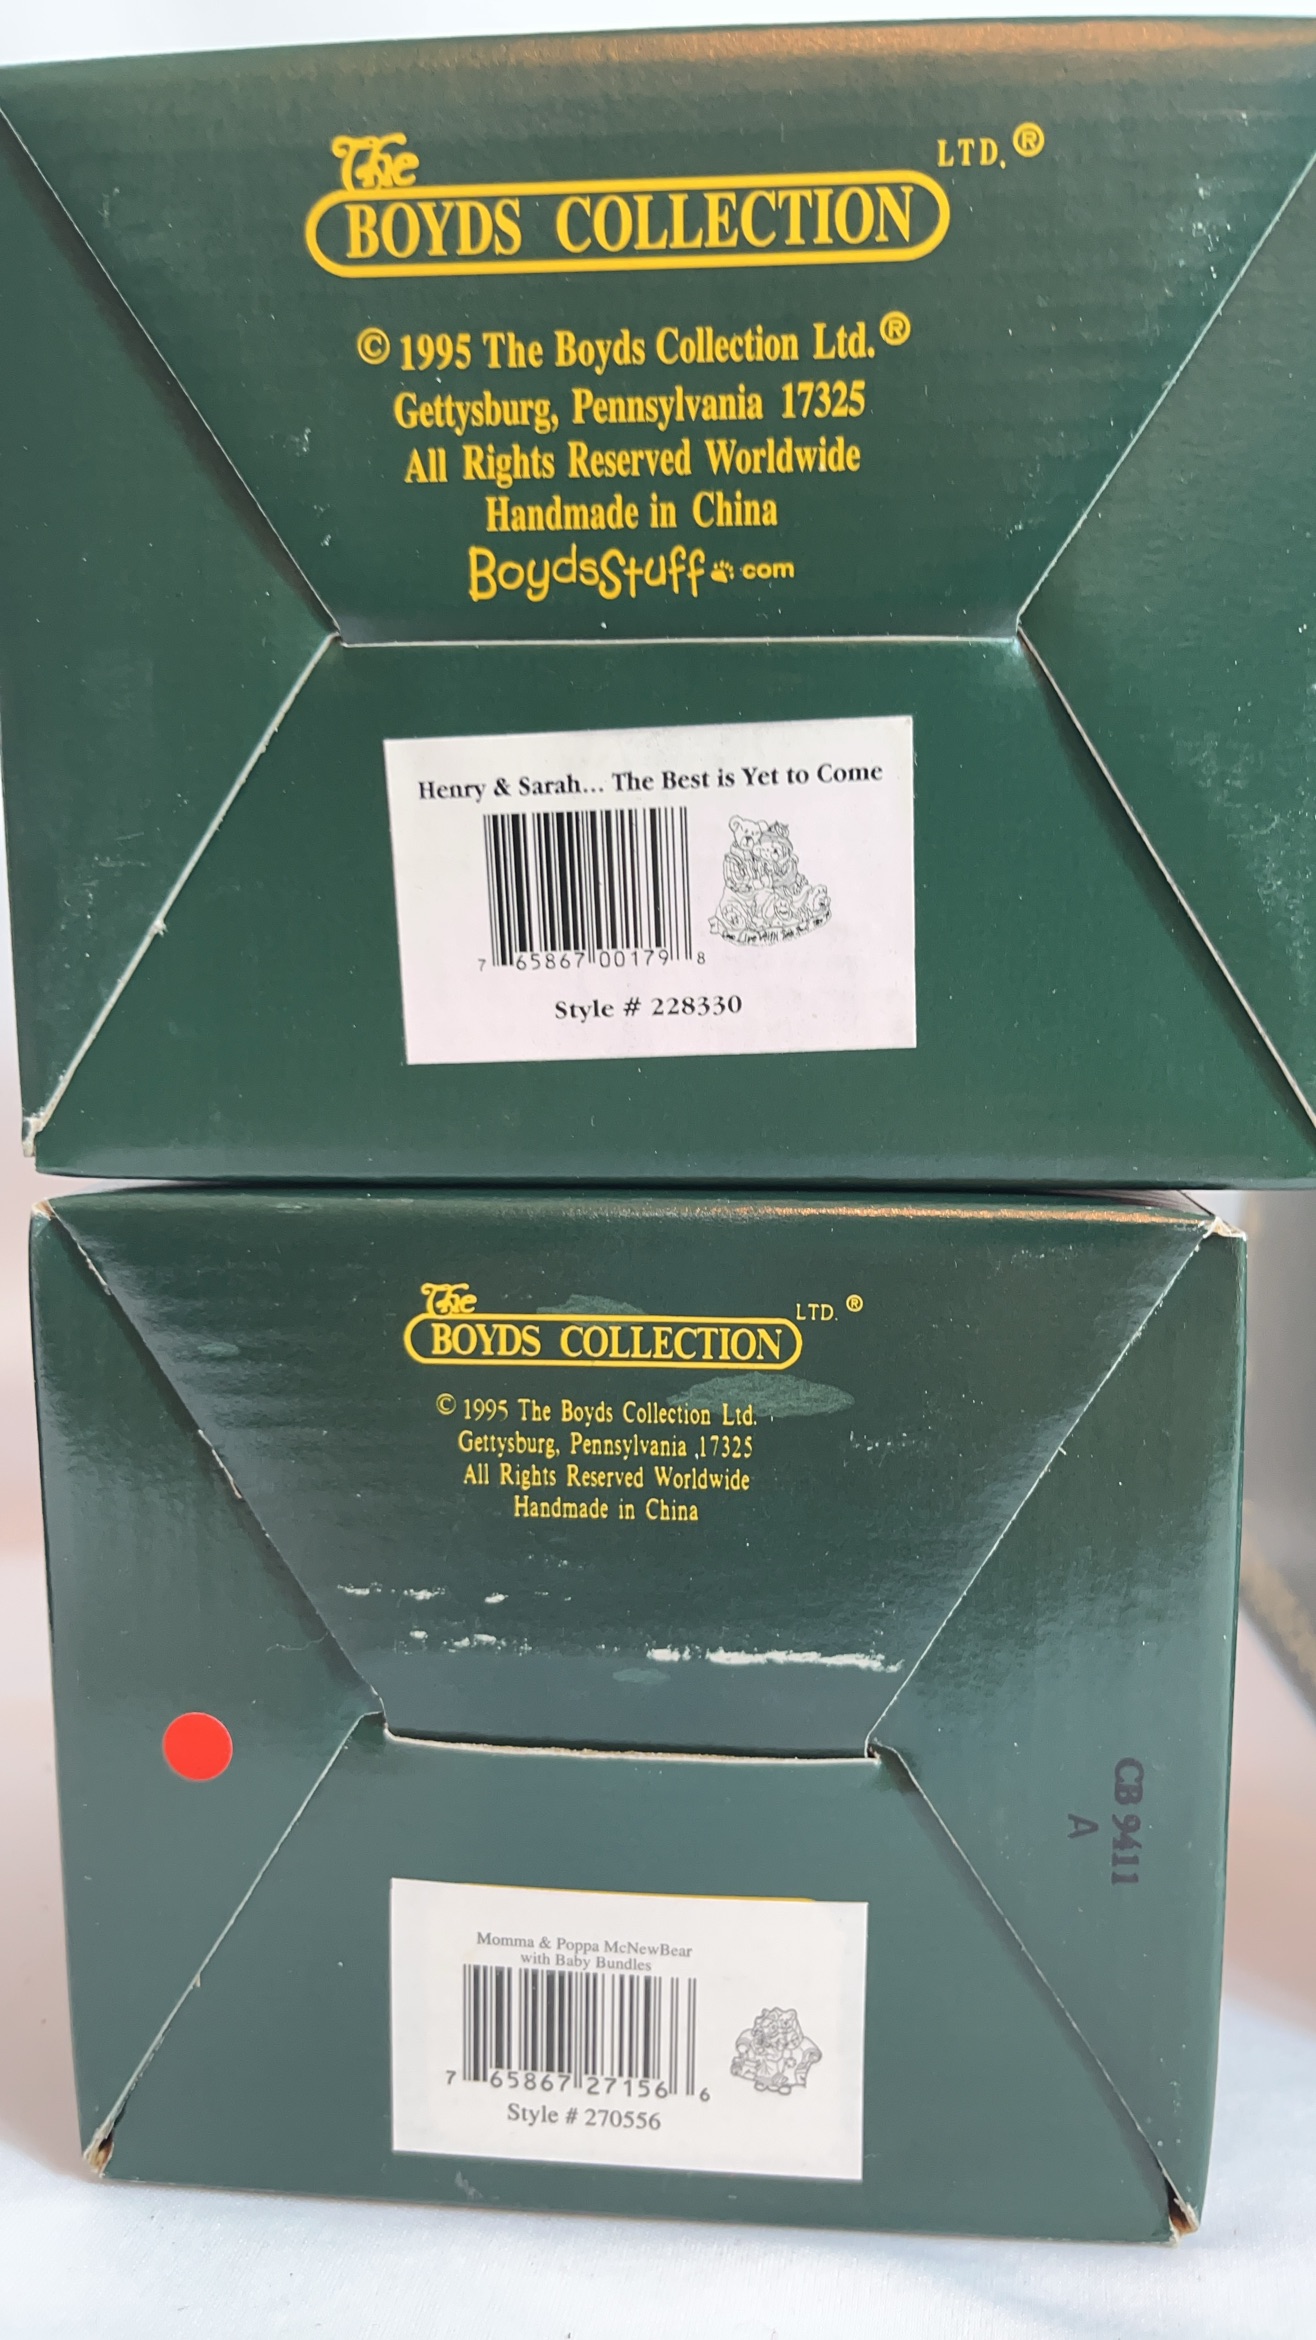 The
LTD.®
BOYDS COLLECTION
© 1995 The Boyds Collection Ltd.®
Gettysburg, Pennsylvania 17325
All Rights Reserved Worldwide
Handmade in China
BoydsStuff.com
Henry & Sarah... The Best is Yet to Come
7 65867 00179 8
Style # 228330
The
LTD. ®
BOYDS COLLECTION
© 1995 The Boyds Collection Ltd.
Gettysburg, Pennsylvania ,17325
All Rights Reserved Worldwide
Handmade in China
CB 9411
A
Momma & Poppa McNewBear
with Baby Bundles
7 65867 27156 6
Style # 270556